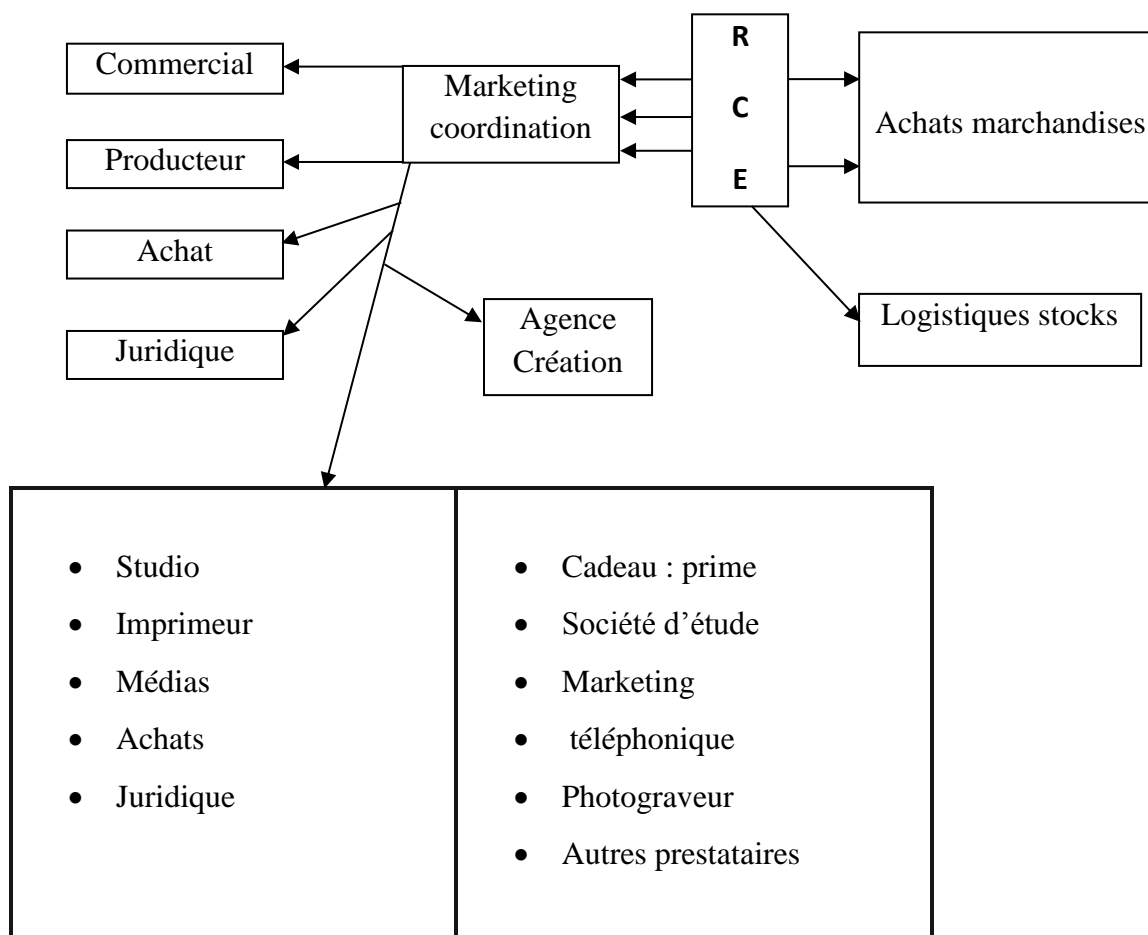 Commercial
Producteur
Achat
Juridique
Marketing
coordination
Agence
Création
R
C
E
Achats marchandises
Logistiques stocks
• Studio
• Imprimeur
• Médias
• Achats
• Juridique
• Cadeau : prime
• Société d’étude
• Marketing
• téléphonique
• Photograveur
• Autres prestataires